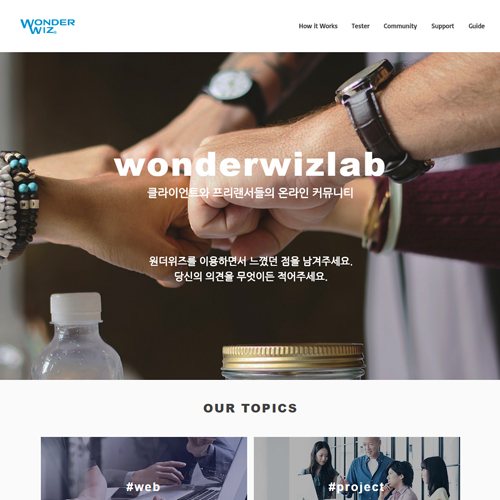 WONDER
WIZ
How it Works Tester Community Support Guide
wonderwizlab
클라이언트와 프리랜서들의 온라인 커뮤니티
원더위즈를 이용하면서 느꼈던 점을 남겨주세요.
당신의 의견을 무엇이든 적어주세요.
OUR TOPICS
#web #project